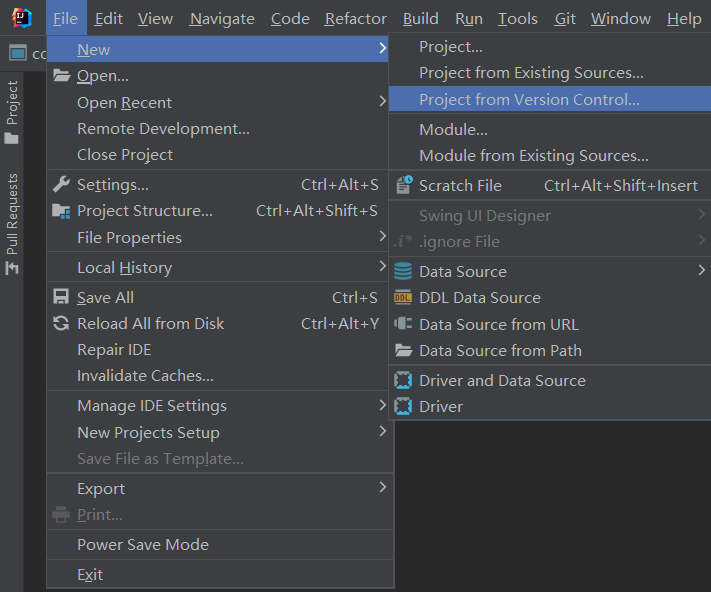 File Edit View Navigate Code Refactor Build Run Tools Git Window Help
cc
Project
Pull Requests
New
Open...
Open Recent
Remote Development...
Close Project
Settings... Ctrl+Alt+S
Project Structure... Ctrl+Alt+Shift+S
File Properties
Local History
Save All Ctrl+S
Reload All from Disk Ctrl+Alt+Y
Repair IDE
Invalidate Caches...
Manage IDE Settings
New Projects Setup
Save File as Template...
Export
Print...
Power Save Mode
Exit
Project...
Project from Existing Sources...
Project from Version Control...
Module...
Module from Existing Sources...
Scratch File Ctrl+Alt+Shift+Insert
Swing UI Designer
.i* .ignore File
Data Source
DDL DDL Data Source
Data Source from URL
Data Source from Path
Driver and Data Source
Driver